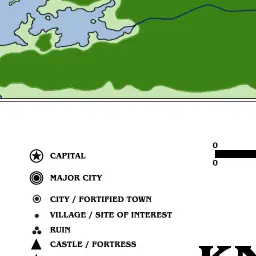 0
0
CAPITAL
MAJOR CITY
CITY / FORTIFIED TOWN
VILLAGE / SITE OF INTEREST
RUIN
CASTLE / FORTRESS